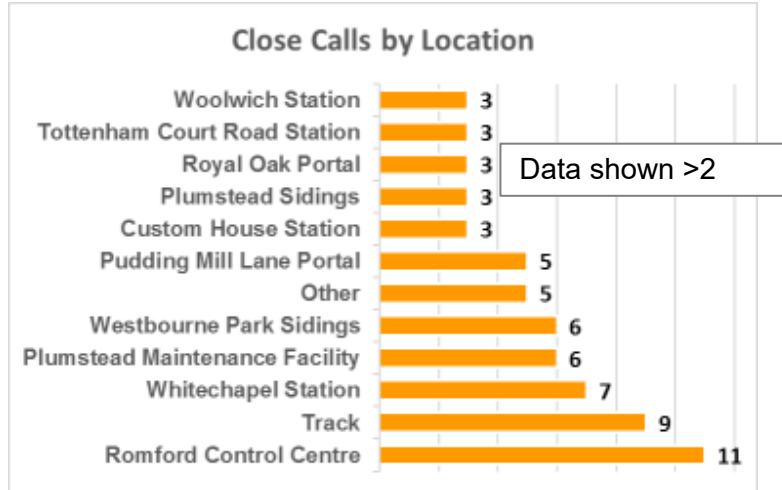 Close Calls by Location
Woolwich Station 3
Tottenham Court Road Station 3
Royal Oak Portal 3
Data shown >2
Plumstead Sidings 3
Custom House Station 3
Pudding Mill Lane Portal 5
Other 5
Westbourne Park Sidings 6
Plumstead Maintenance Facility 6
Whitechapel Station 7
Track 9
Romford Control Centre 11